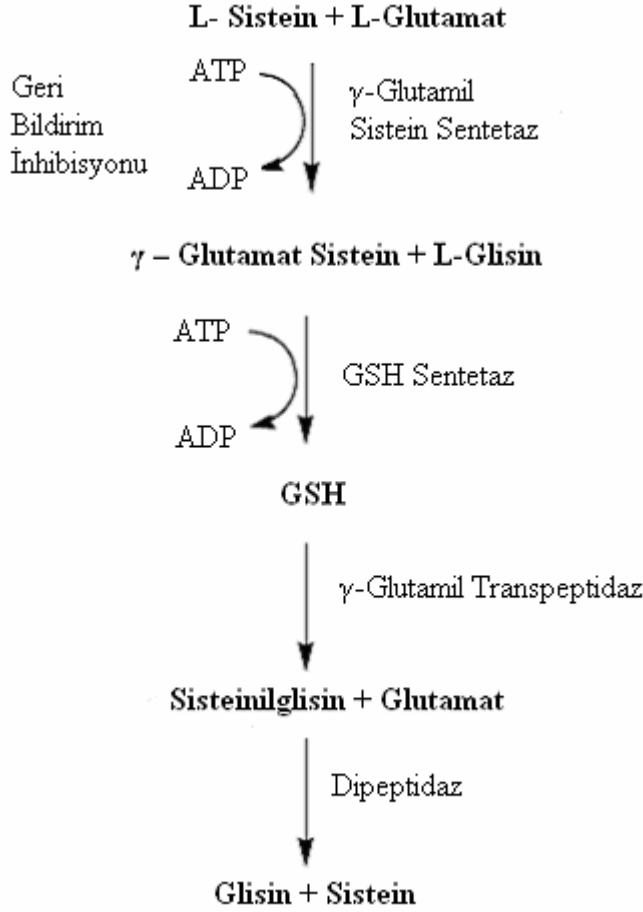 L- Sistein + L-Glutamat
Geri
Bildirim
İnhibisyonu
ATP
ADP
γ-Glutamil
Sistein Sentetaz
γ – Glutamat Sistein + L-Glisin
ATP
ADP
GSH Sentetaz
GSH
γ-Glutamil Transpeptidaz
Sisteinilglisin + Glutamat
Dipeptidaz
Glisin + Sistein